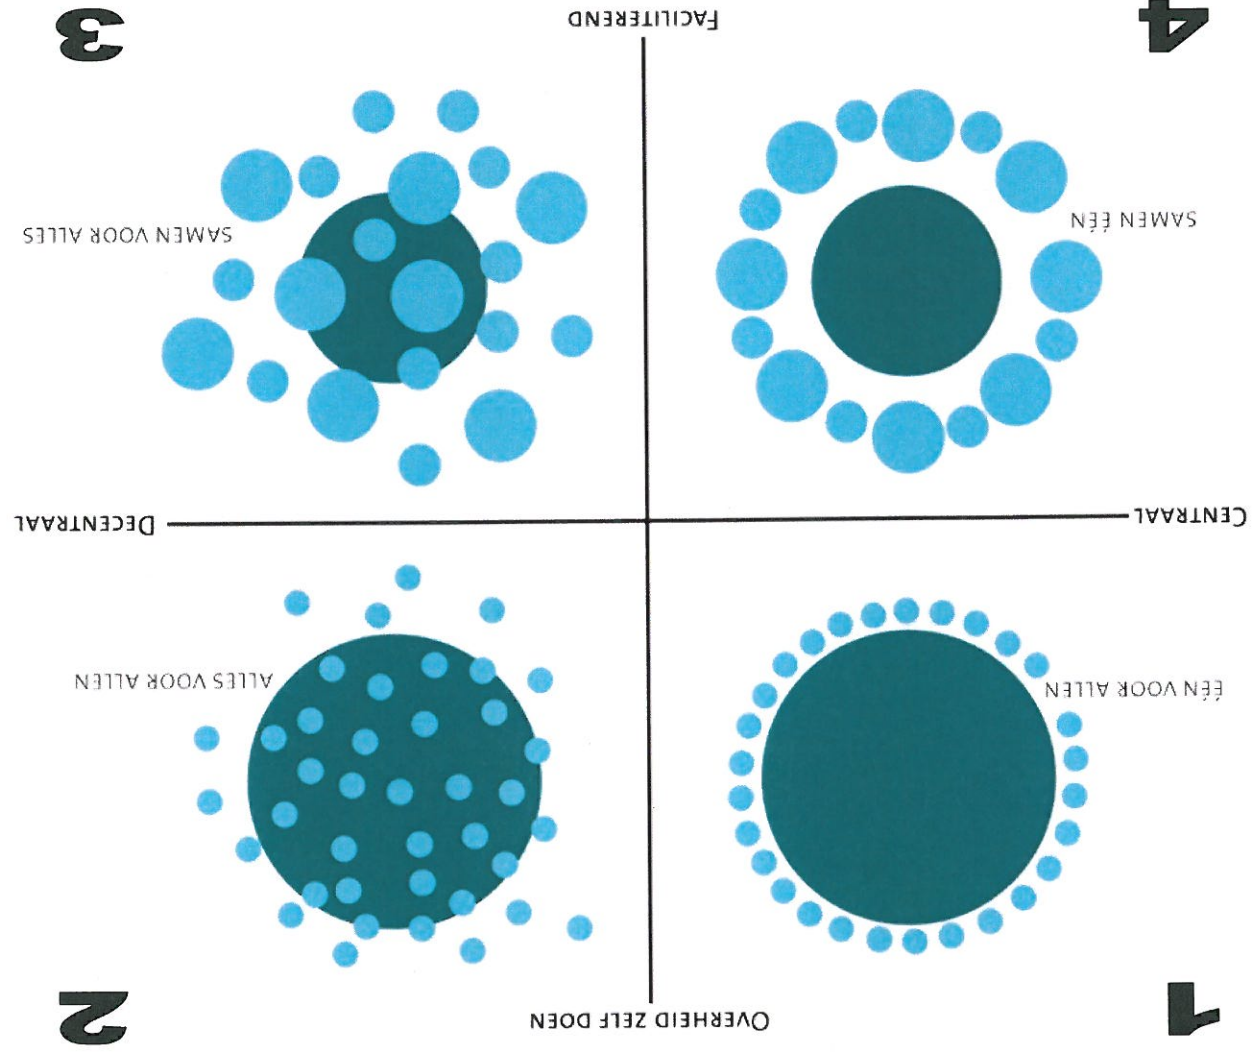 1
OVERHEID ZELF DOEN
2
ÉÉN VOOR ALLEN
ALLES VOOR ALLEN
CENTRAAL
DECENTRAAL
SAMEN ÉÉN
SAMEN VOOR ALLES
4
FACILITEREND
3